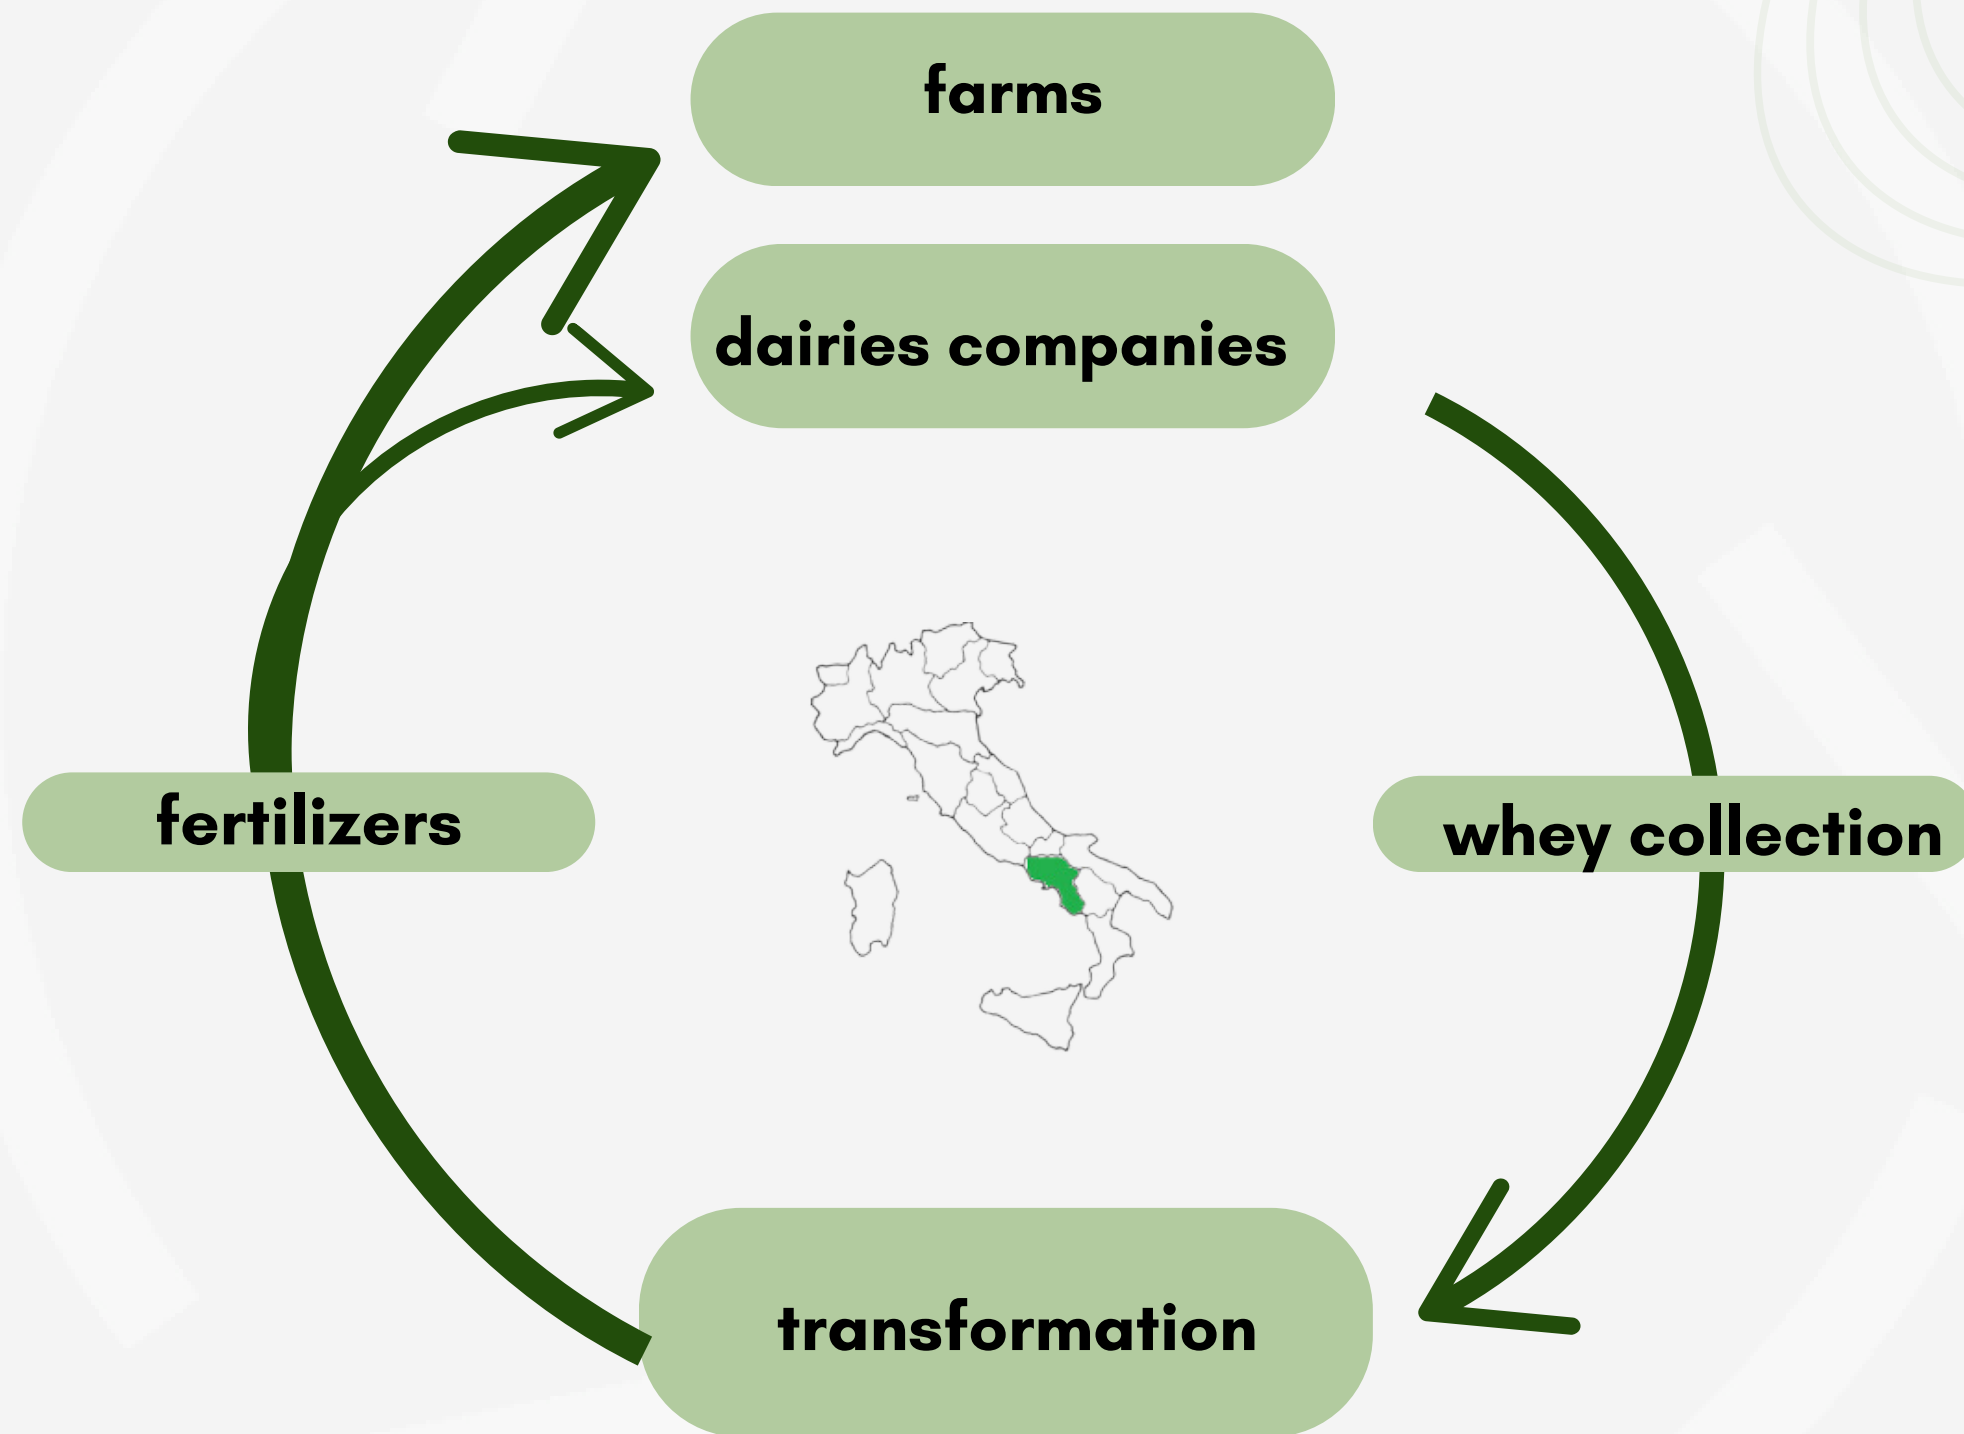 farms
dairies companies
fertilizers
whey collection
transformation